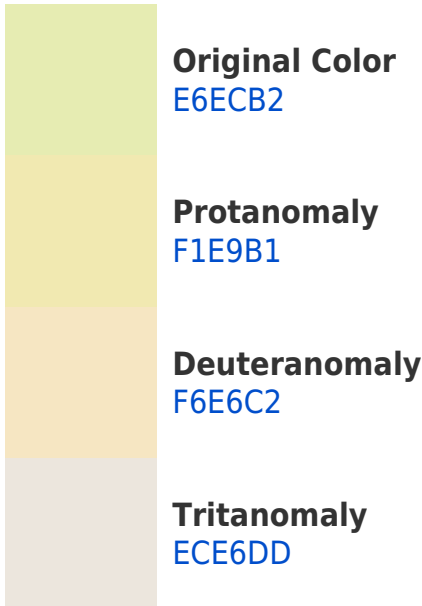 Original Color
E6ECB2
Protanomaly
F1E9B1
Deuteranomaly
F6E6C2
Tritanomaly
ECE6DD